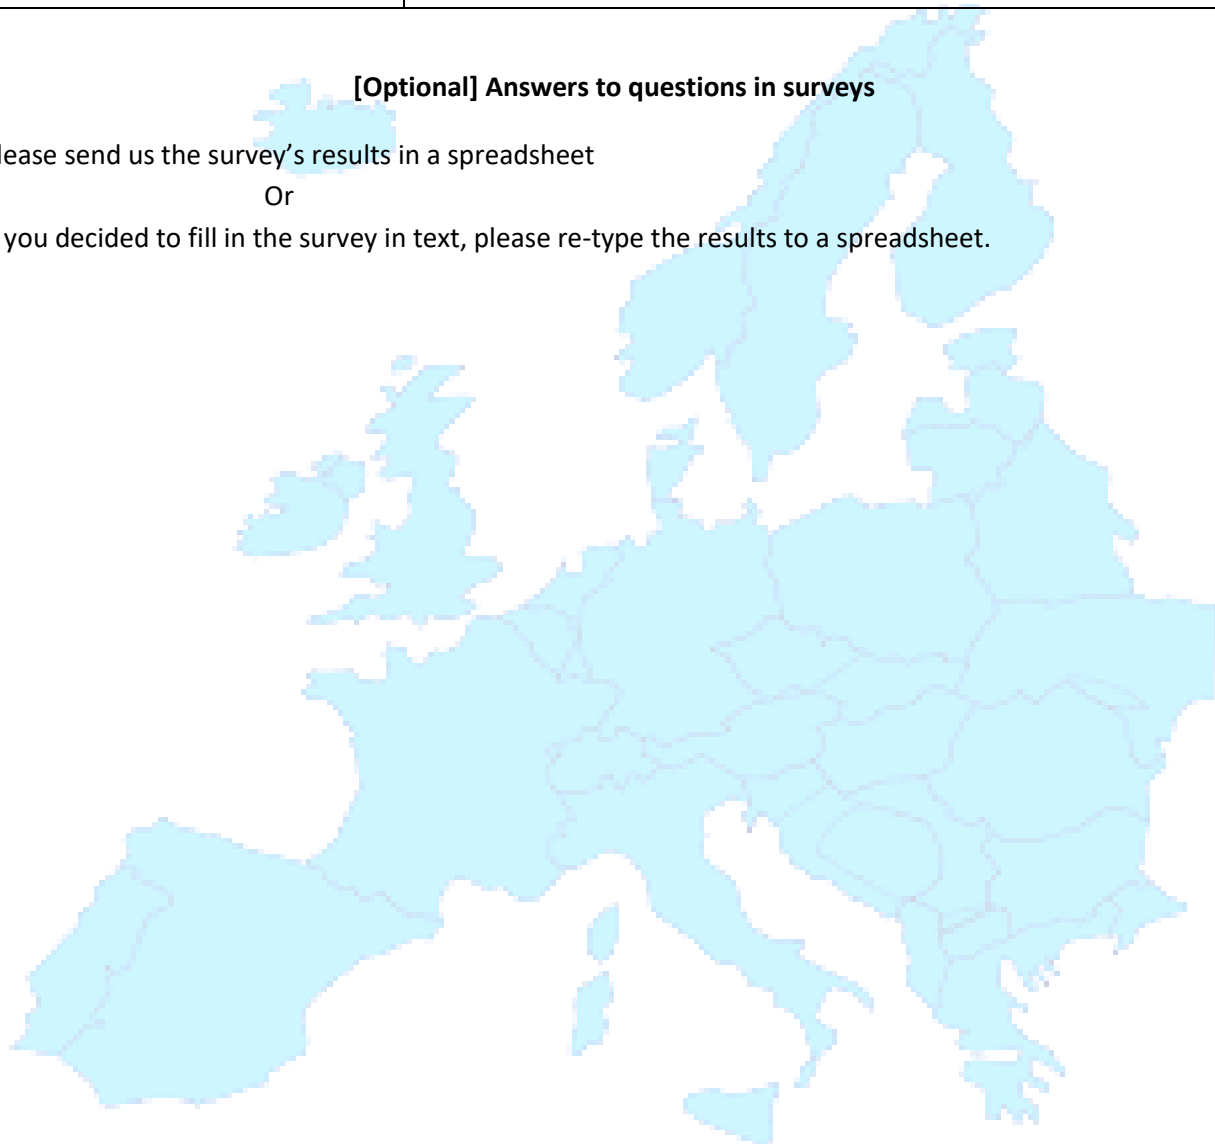 [Optional] Answers to questions in surveys
lease send us the survey's results in a spreadsheet
Or
you decided to fill in the survey in text, please re-type the results to a spreadsheet.